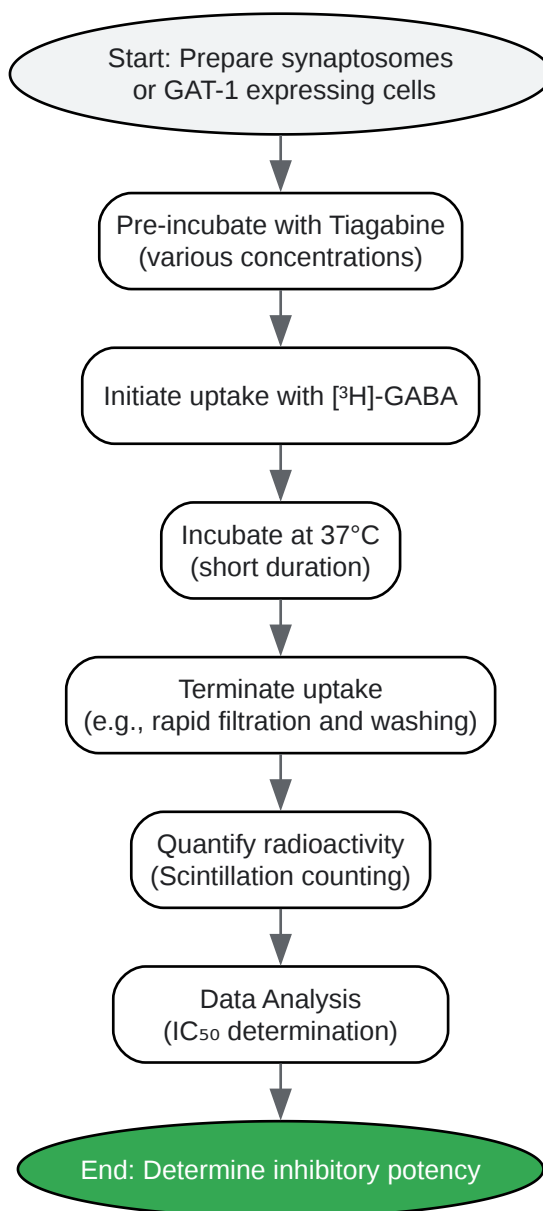 Start: Prepare synaptosomes
or GAT-1 expressing cells
Pre-incubate with Tiagabine
(various concentrations)
Initiate uptake with [³H]-GABA
Incubate at 37°C
(short duration)
Terminate uptake
(e.g., rapid filtration and washing)
Quantify radioactivity
(Scintillation counting)
Data Analysis
(IC₅₀ determination)
End: Determine inhibitory potency